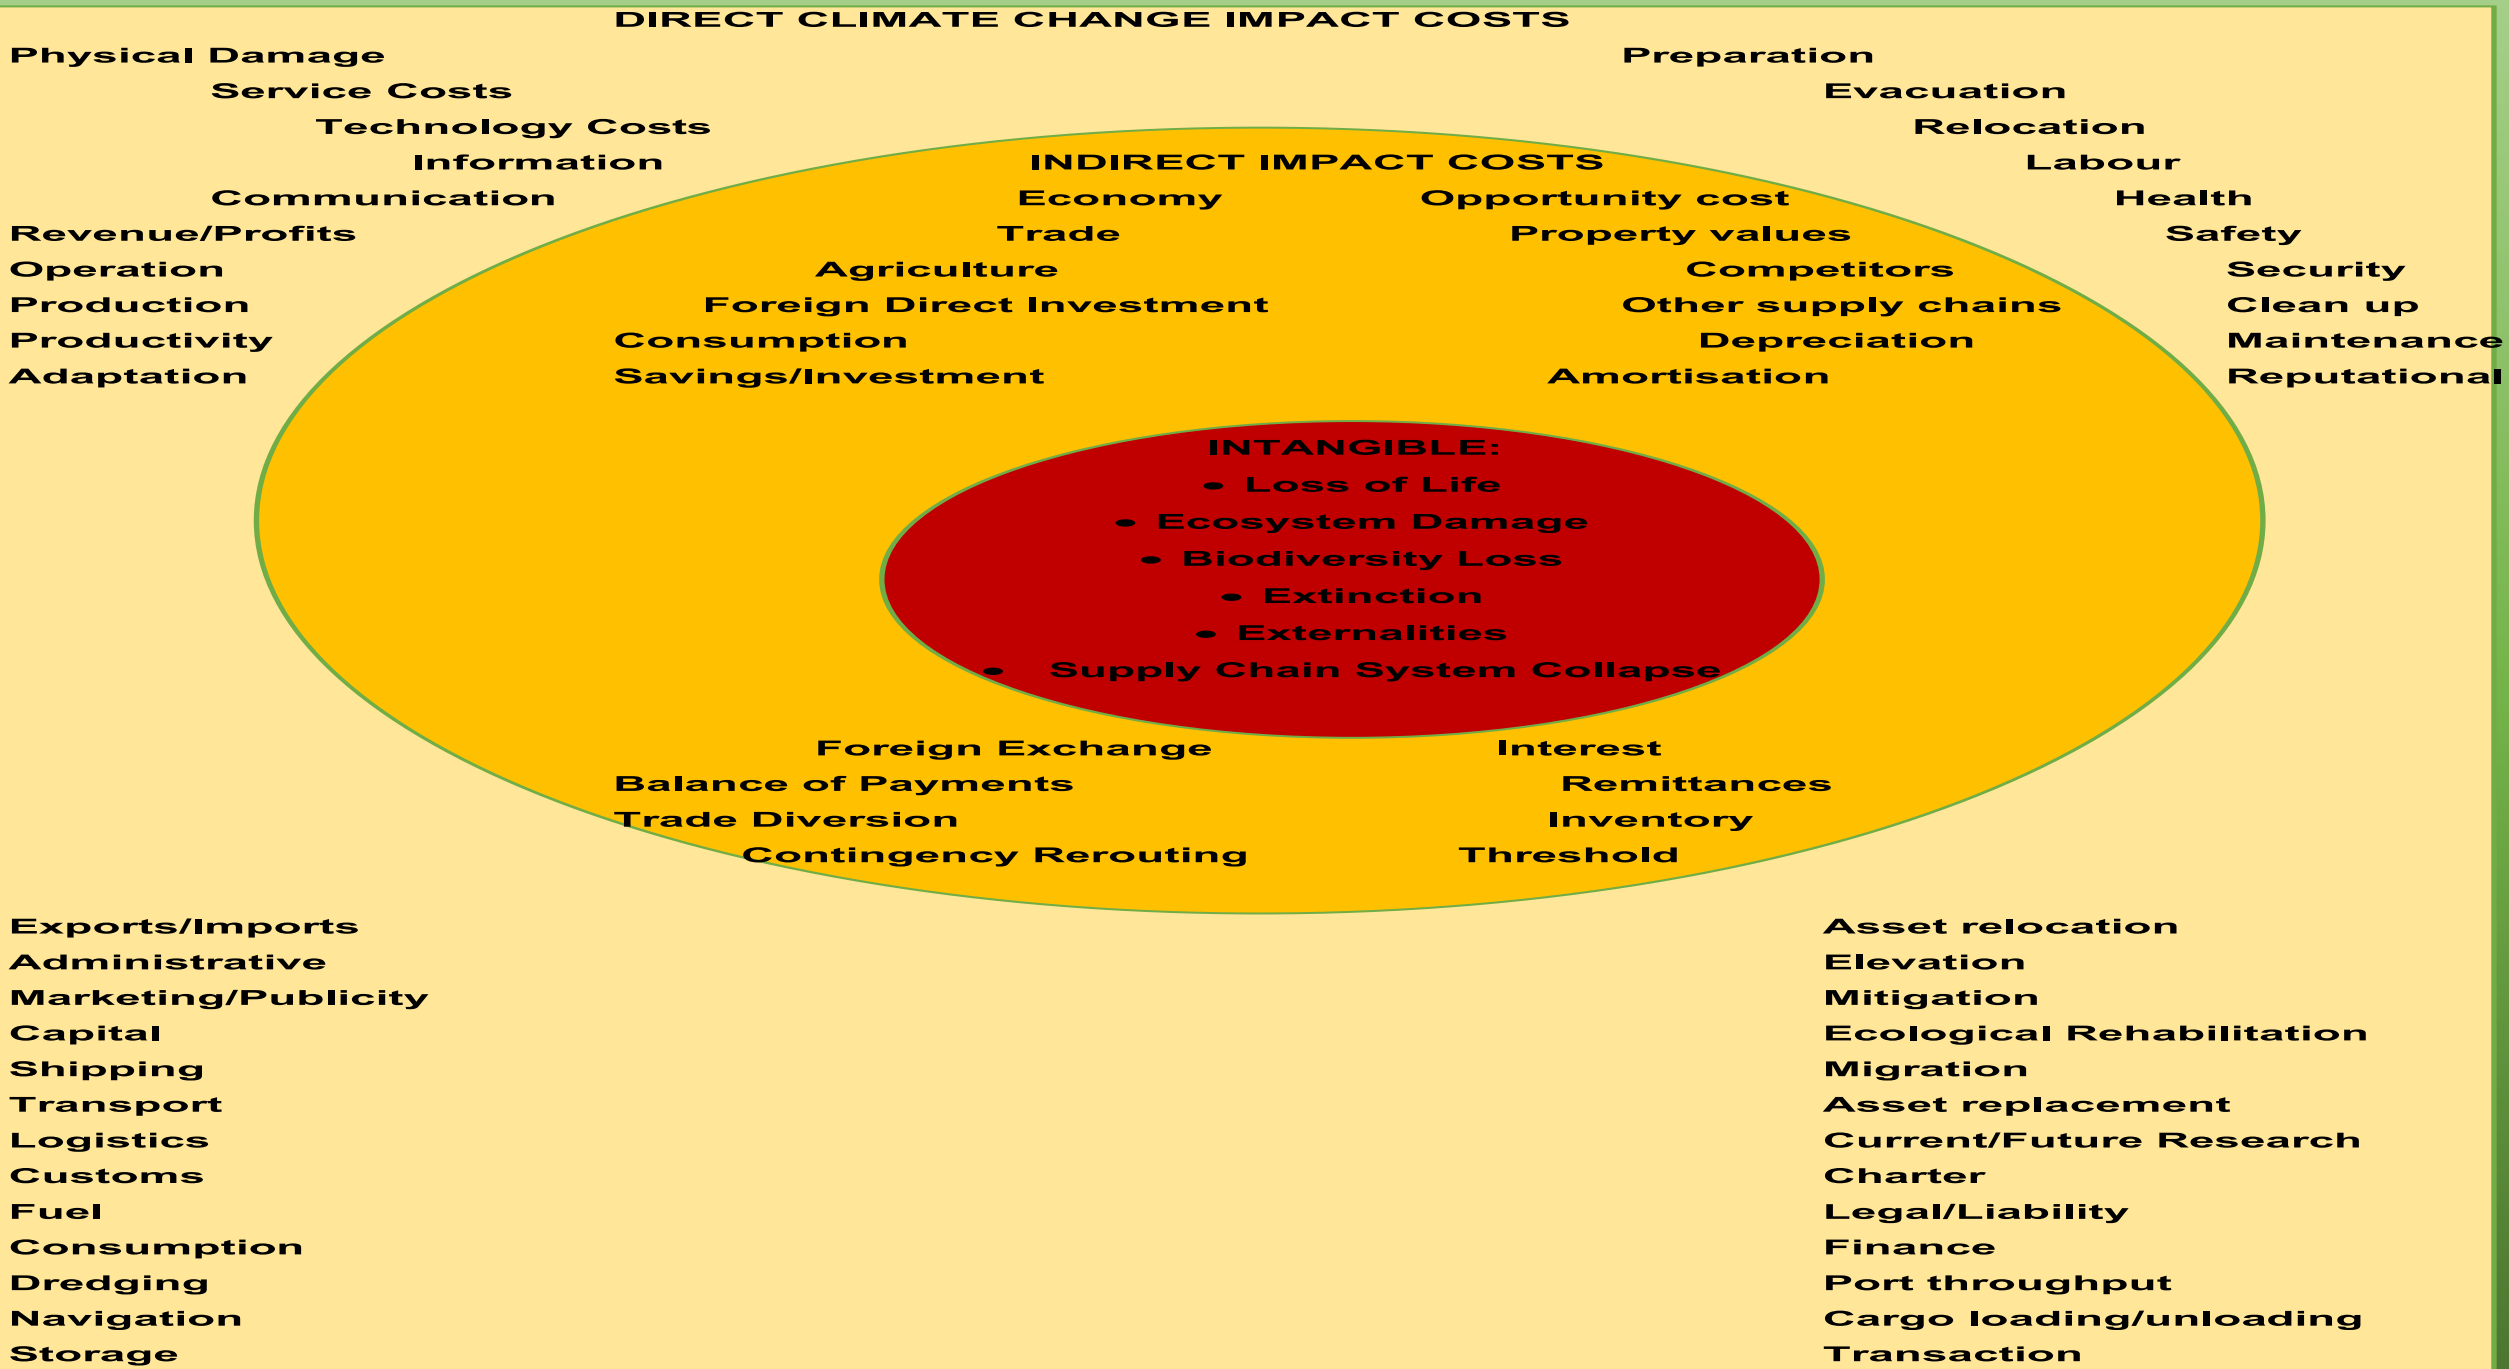 DIRECT CLIMATE CHANGE IMPACT COSTS
Physical Damage Preparation
Service Costs Evacuation
Technology Costs Relocation
Information INDIRECT IMPACT COSTS Labour
Communication Economy Opportunity cost Health
Revenue/Profits Trade Property values Safety
Operation Agriculture Competitors Security
Production Foreign Direct Investment Other supply chains Clean up
Productivity Consumption Depreciation Maintenance
Adaptation Savings/Investment Amortisation Reputational
INTANGIBLE:
• Loss of Life
• Ecosystem Damage
• Biodiversity Loss
• Extinction
• Externalities
• Supply Chain System Collapse
Foreign Exchange Interest
Balance of Payments Remittances
Trade Diversion Inventory
Contingency Rerouting Threshold
Exports/Imports Asset relocation
Administrative Elevation
Marketing/Publicity Mitigation
Capital Ecological Rehabilitation
Shipping Migration
Transport Asset replacement
Logistics Current/Future Research
Customs Charter
Fuel Legal/Liability
Consumption Finance
Dredging Port throughput
Navigation Cargo loading/unloading
Storage Transaction